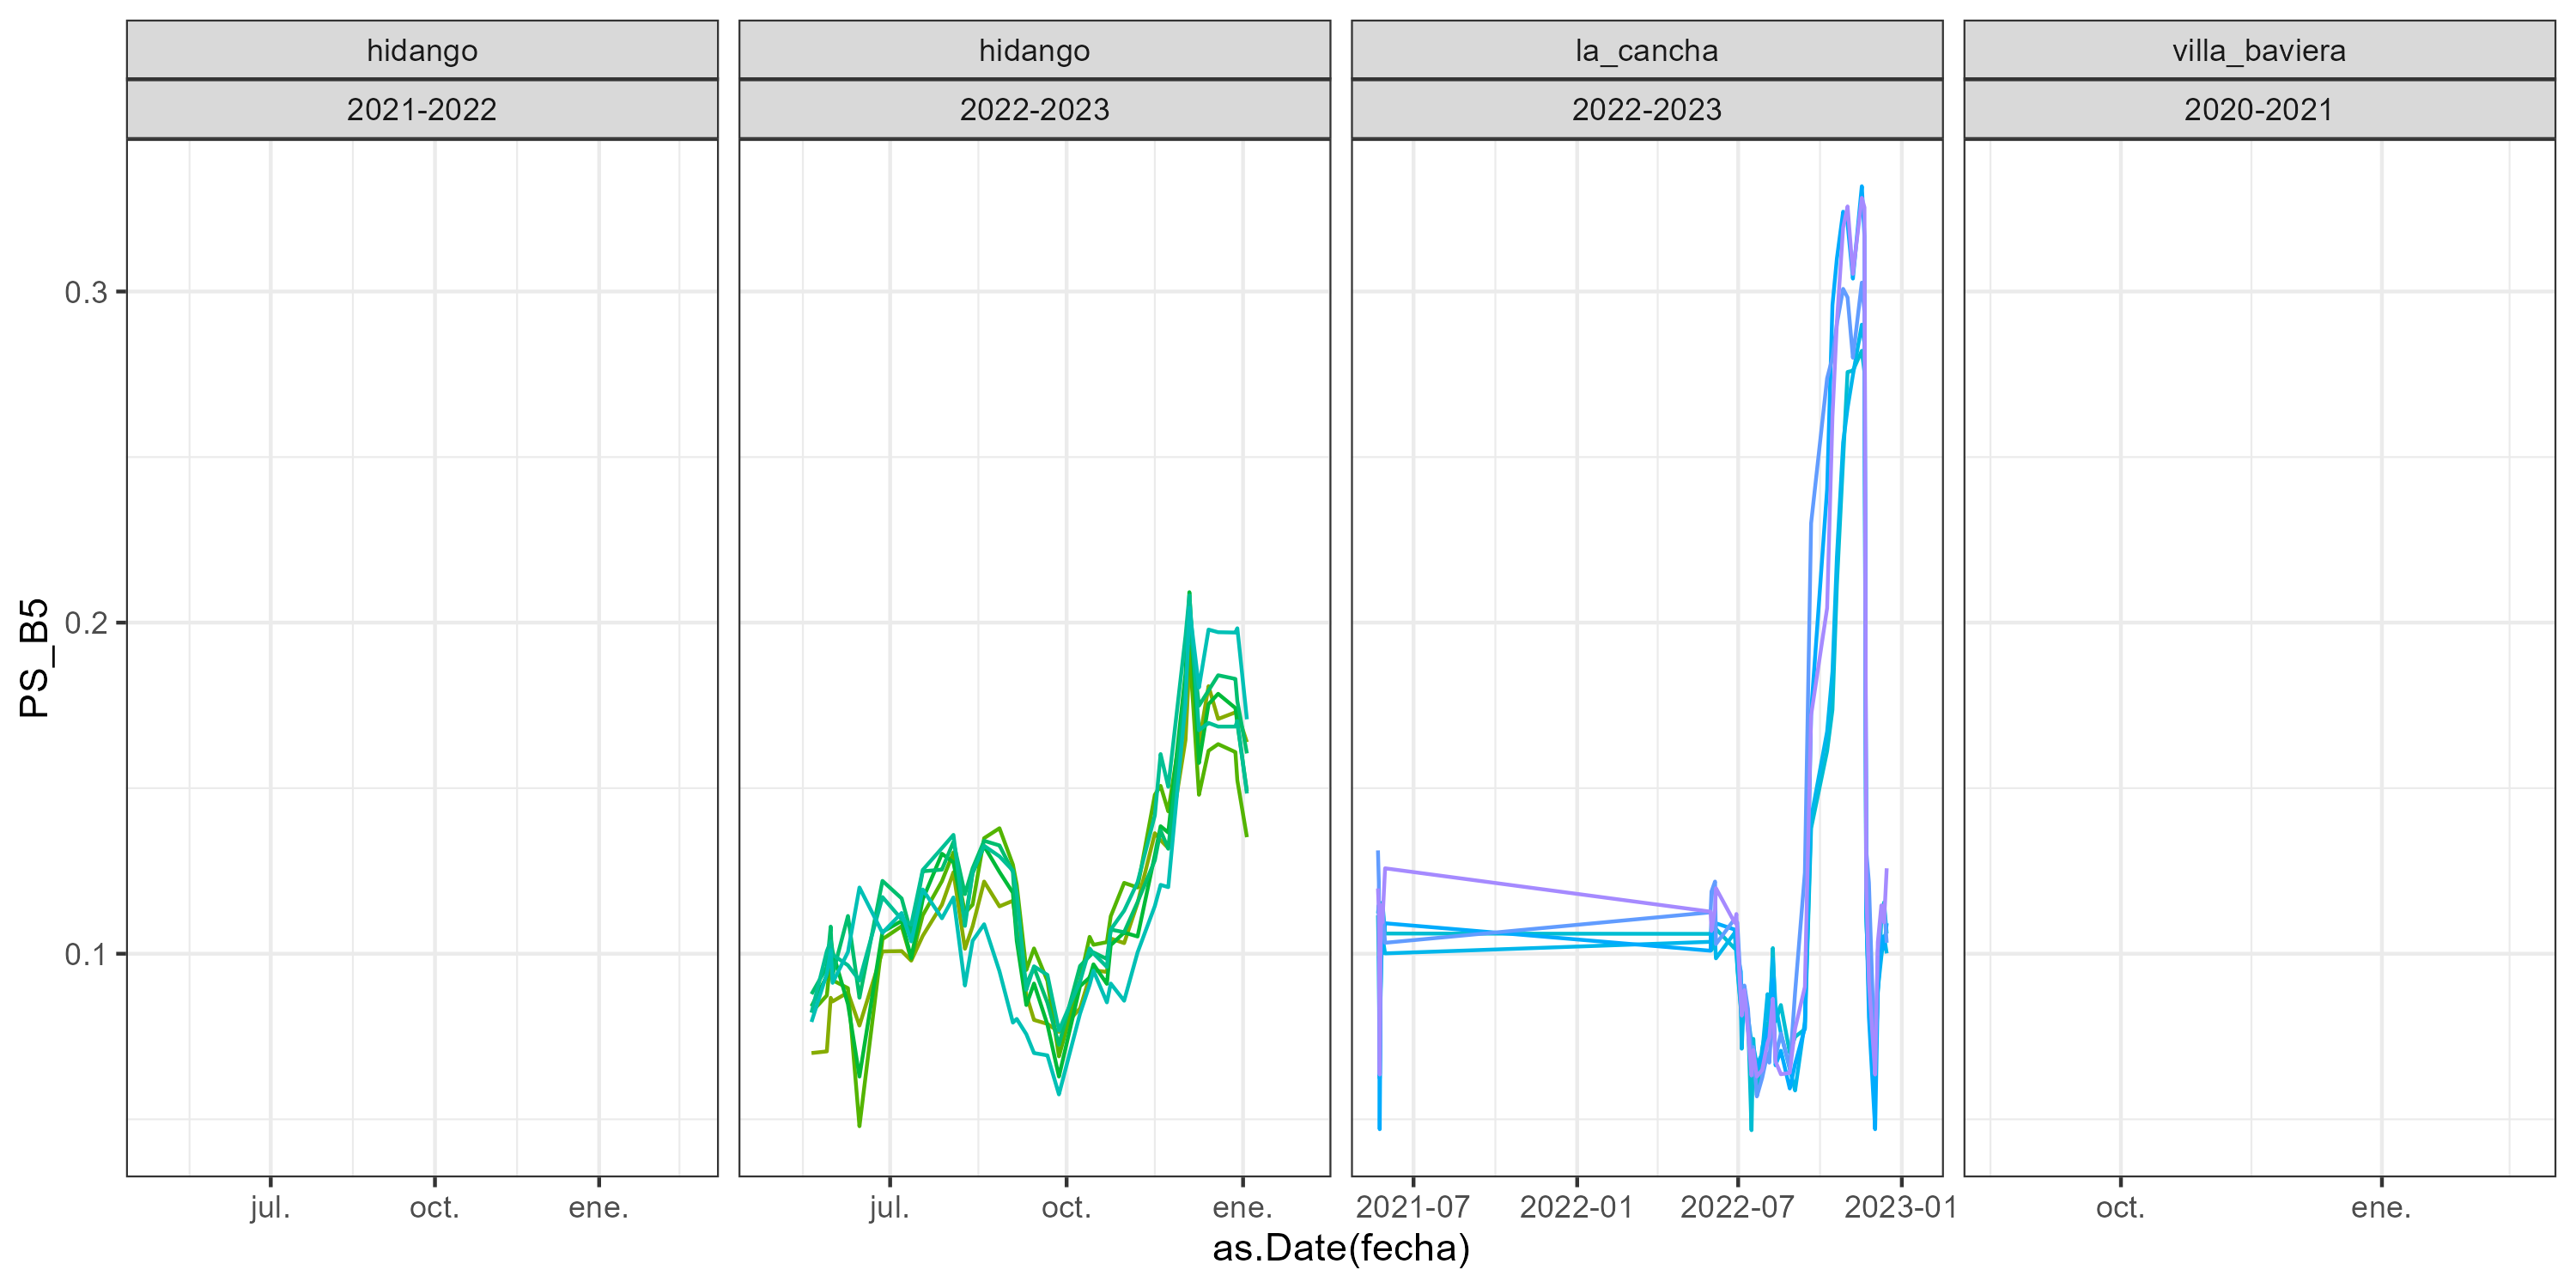 hidango
hidango
la_cancha
villa_baviera
2021-2022
2022-2023
2022-2023
2020-2021
PS_B5
0.3
0.2
0.1
jul.
oct.
ene.
jul.
oct.
ene.
2021-07
2022-01
2022-07
2023-01
oct.
ene.
as.Date(fecha)